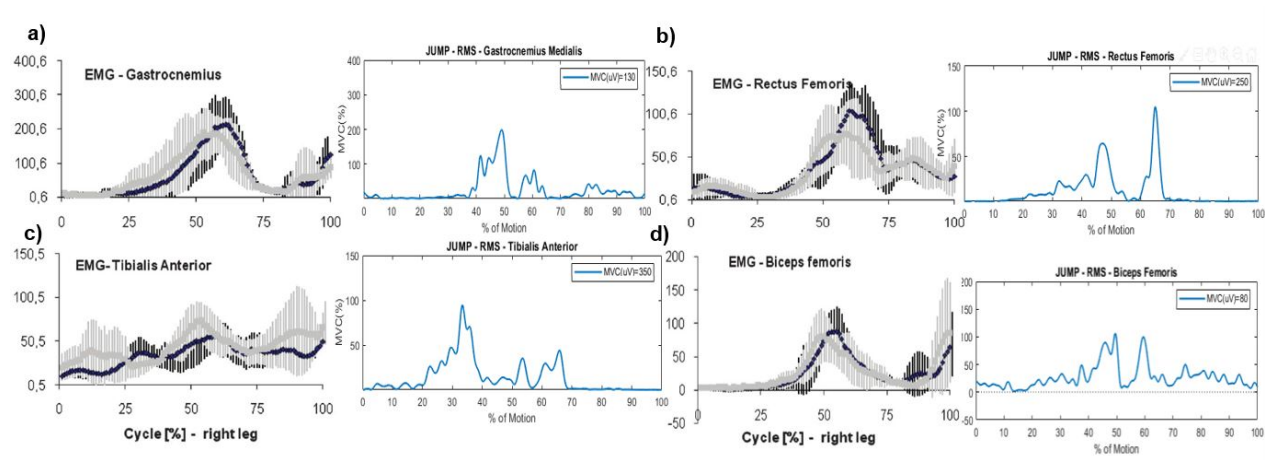 a)
EMG - Gastrocnemius
400,6
300,6
200,6
100,6
0,6
0 25 50 75 100
JUMP - RMS - Gastrocnemius Medialis
MVC(uV)=130
MVC(%)
400
300
200
100
0 10 20 30 40 50 60 70 80 90 100
% of Motion
b)
EMG - Rectus Femoris
150,6
100,6
50,6
0,6
0 25 50 75 100
JUMP - RMS - Rectus Femoris
MVC(uV)=250
MVC(%)
150
100
50
0 10 20 30 40 50 60 70 80 90 100
% of Motion
c)
EMG- Tibialis Anterior
150,5
100,5
50,5
0,5
0 25 50 75 100
Cycle [%] - right leg
JUMP - RMS - Tibialis Anterior
MVC(uV)=350
MVC(%)
150
100
50
0 10 20 30 40 50 60 70 80 90 100
% of Motion
d)
EMG - Biceps femoris
200
150
100
50
0
-50
0 25 50 75 100
Cycle [%] - right leg
JUMP - RMS - Biceps Femoris
MVC(uV)=80
200
150
100
50
0
-50
0 10 20 30 40 50 60 70 80 90 100
% of Motion